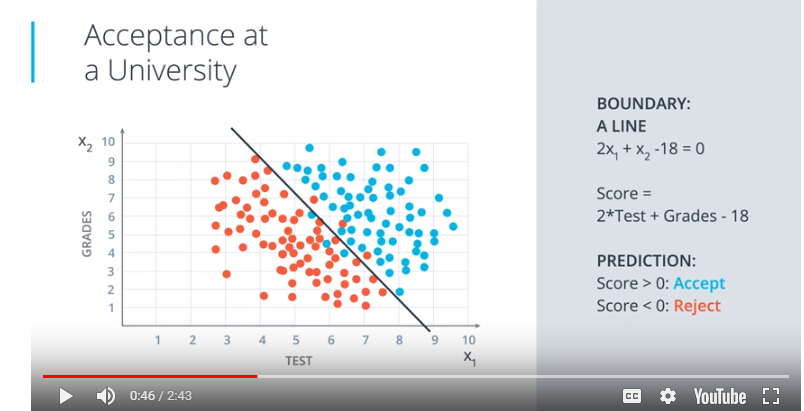 Acceptance at
a University
X₂
10
9
8
7
6
5
4
3
2
1
GRADES
1 2 3 4 5 6 7 8 9 10
TEST
X₁
BOUNDARY:
A LINE
2x₁ + x₂ -18 = 0
Score =
2*Test + Grades - 18
PREDICTION:
Score > 0: Accept
Score < 0: Reject
0:46 / 2:43
CC
YouTube